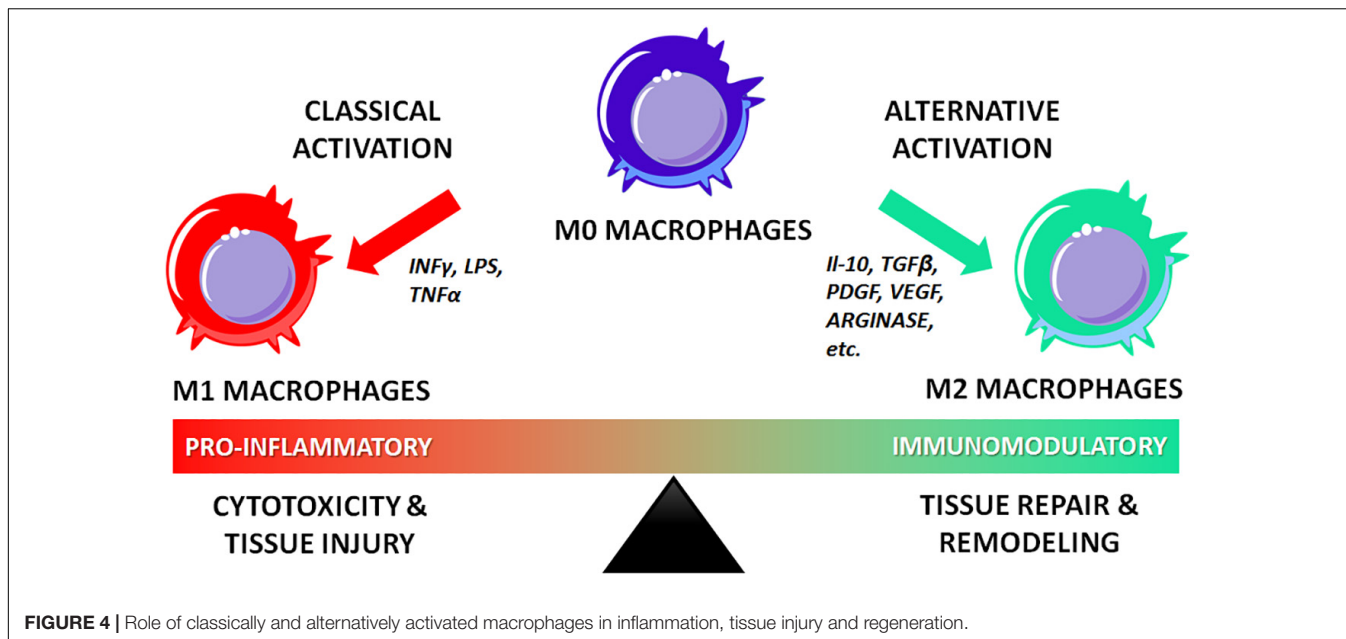 CLASSICAL
ACTIVATION
ALTERNATIVE
ACTIVATION
M0 MACROPHAGES
INFγ, LPS,
TNFα
Il-10, TGFβ,
PDGF, VEGF,
ARGINASE,
etc.
M1 MACROPHAGES
M2 MACROPHAGES
PRO-INFLAMMATORY
IMMUNOMODULATORY
CYTOTOXICITY &
TISSUE INJURY
TISSUE REPAIR &
REMODELING
FIGURE 4 | Role of classically and alternatively activated macrophages in inflammation, tissue injury and regeneration.